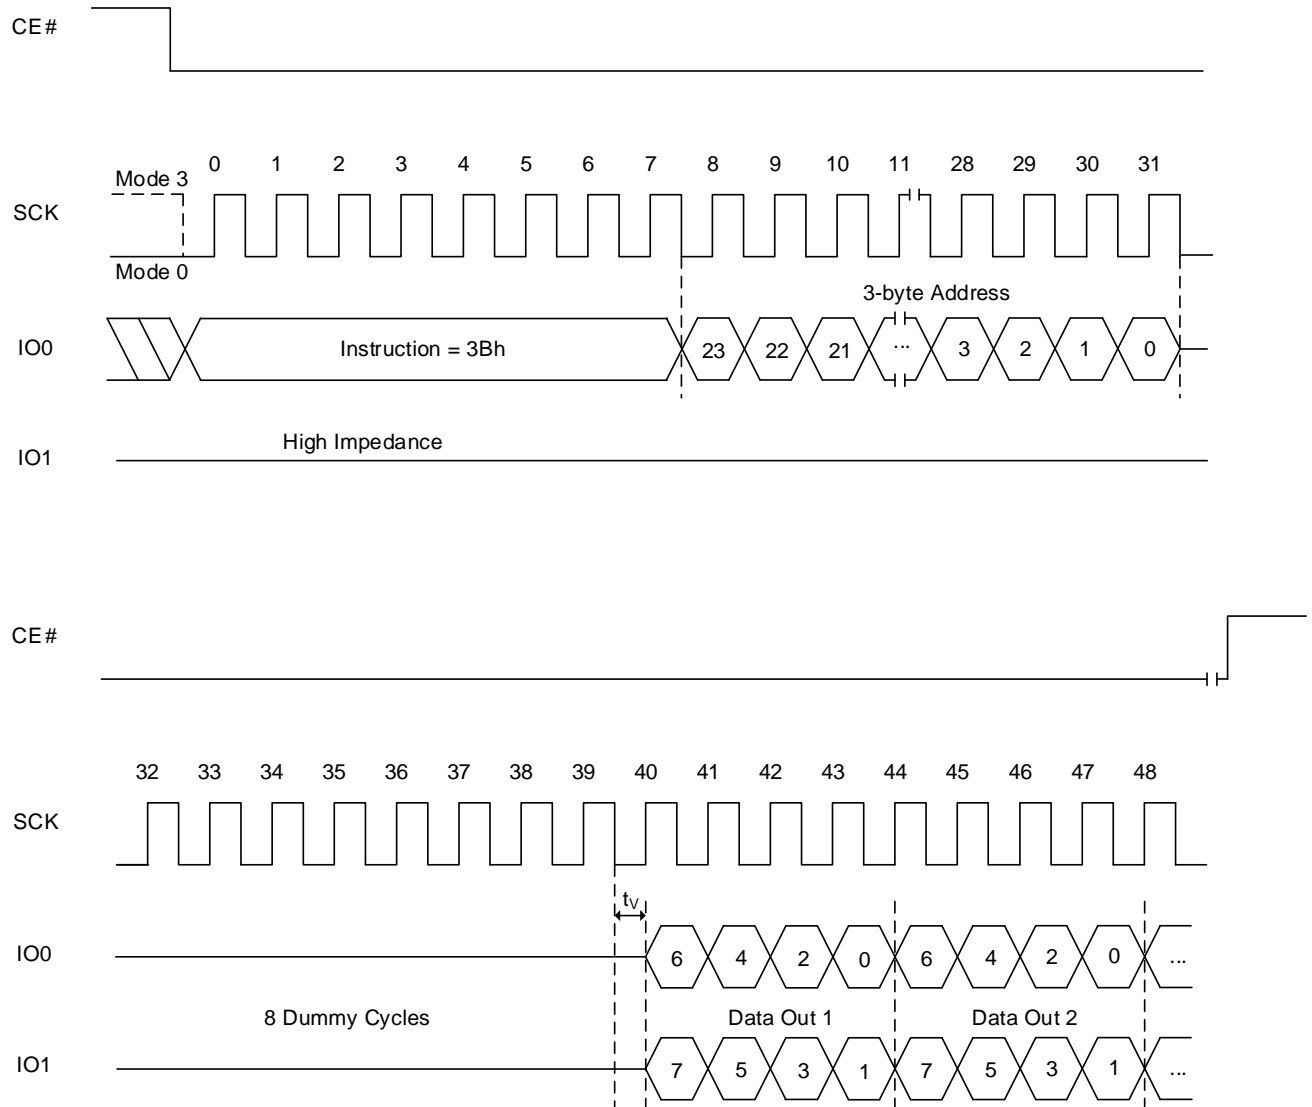 CE#
0 1 2 3 4 5 6 7 8 9 10 11 28 29 30 31
Mode 3
SCK
Mode 0
3-byte Address
IO0 Instruction = 3Bh 23 22 21 ... 3 2 1 0
High Impedance
IO1
CE#
32 33 34 35 36 37 38 39 40 41 42 43 44 45 46 47 48
SCK
tV
IO0 6 4 2 0 6 4 2 0 ...
8 Dummy Cycles Data Out 1 Data Out 2
IO1 7 5 3 1 7 5 3 1 ...